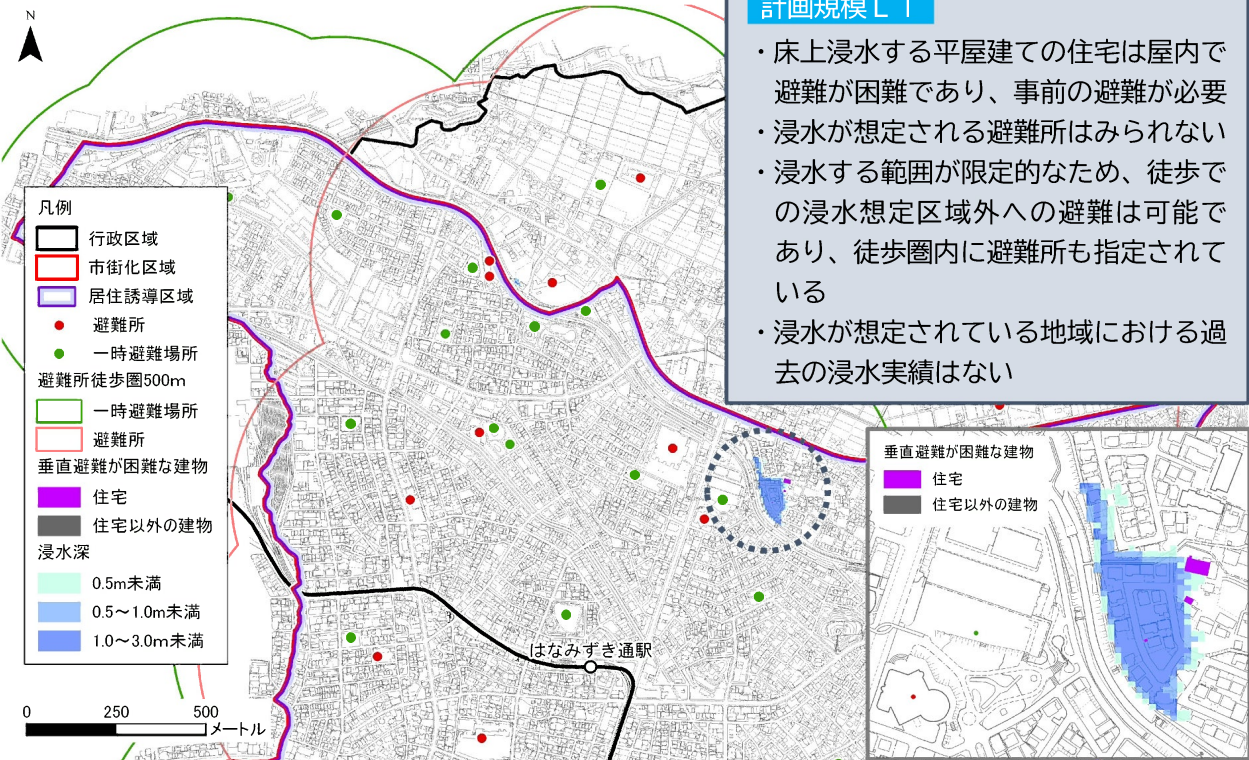 N
計画規模L1
・床上浸水する平屋建ての住宅は屋内で
避難が困難であり、事前の避難が必要
・浸水が想定される避難所はみられない
・浸水する範囲が限定的なため、徒歩で
の浸水想定区域外への避難は可能で
あり、徒歩圏内に避難所も指定されて
いる
・浸水が想定されている地域における過
去の浸水実績はない
凡例
行政区域
市街化区域
居住誘導区域
避難所
一時避難場所
避難所徒歩圏500m
一時避難場所
避難所
垂直避難が困難な建物
住宅
住宅以外の建物
浸水深
0.5m未満
0.5～1.0m未満
1.0～3.0m未満
垂直避難が困難な建物
住宅
住宅以外の建物
はなみずき通駅
0 250 500
メートル